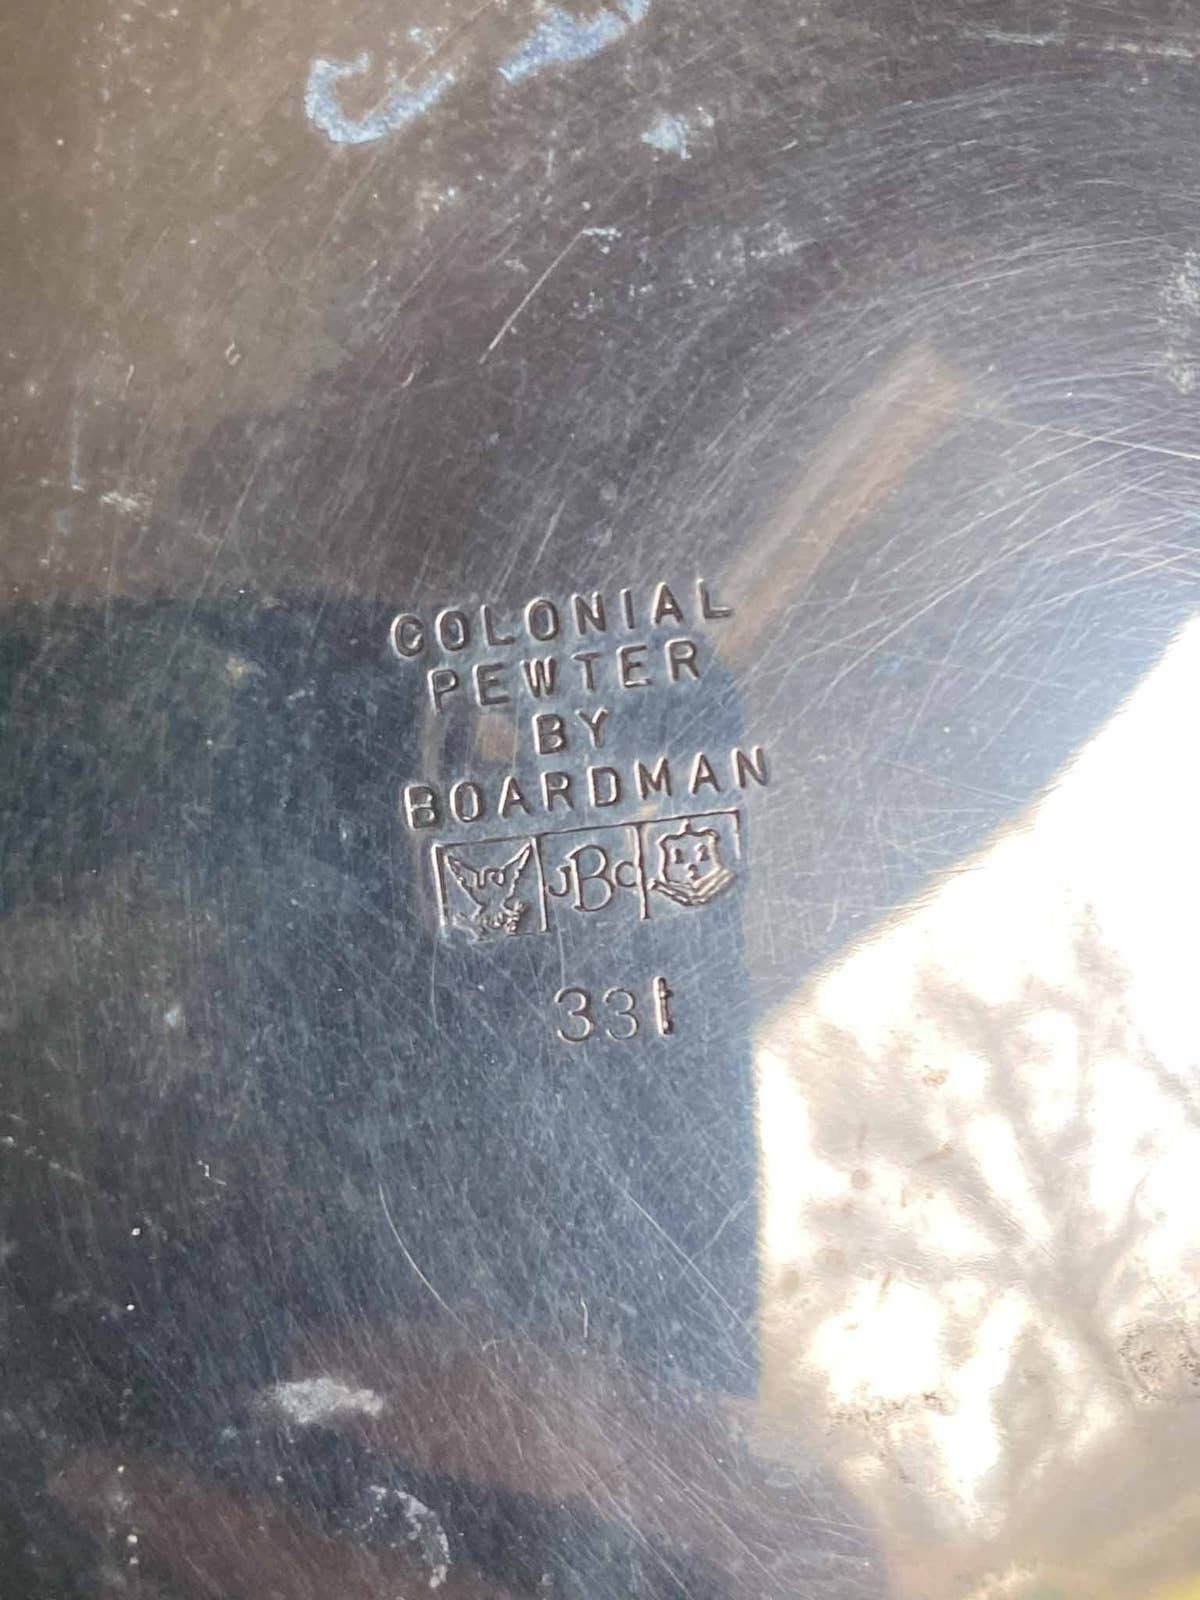 COLONIAL
PEWTER
BY
BOARDMAN
JBC
331